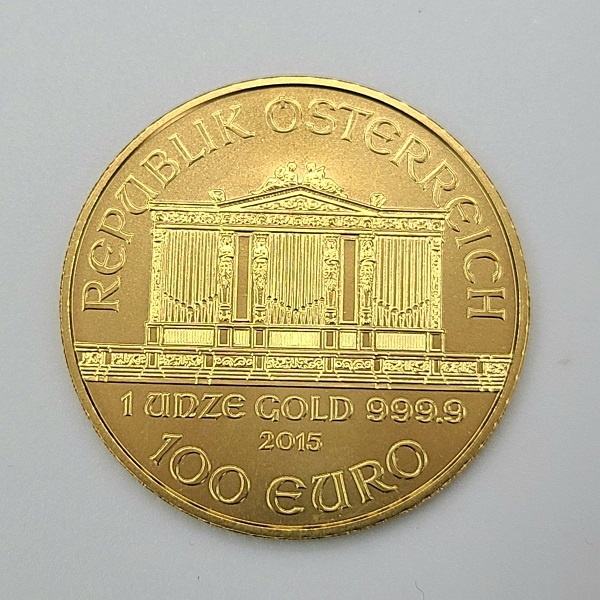 REPUBLIK ÖSTERREICH
1 UNZE GOLD 999.9
2015
100 EURO